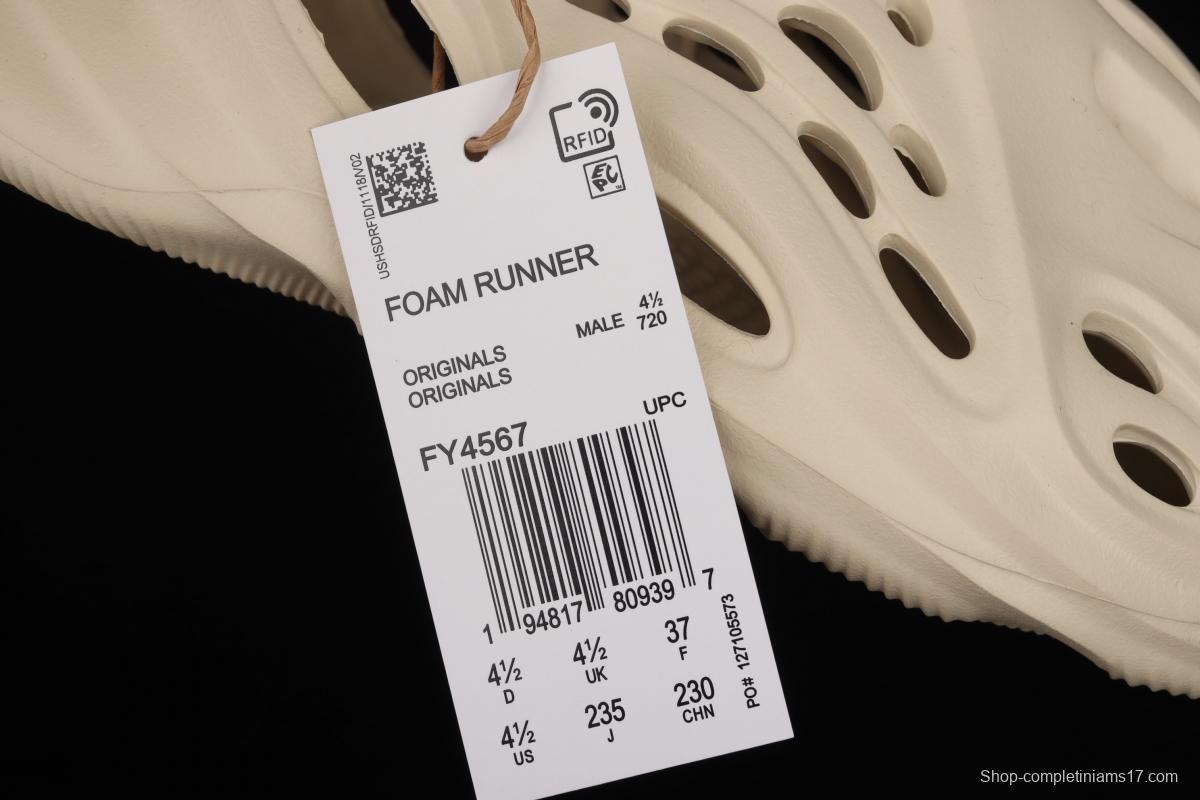 RFID
EPC
TM
USHSDRFID/1118/V02
FOAM RUNNER
MALE 4½
720
ORIGINALS
ORIGINALS
UPC
FY4567
1 94817 80939 7
4½ 4½ 37
D UK F
4½ 235 230
US J CHN
PO# 127105573
Shop-completiniams17.com